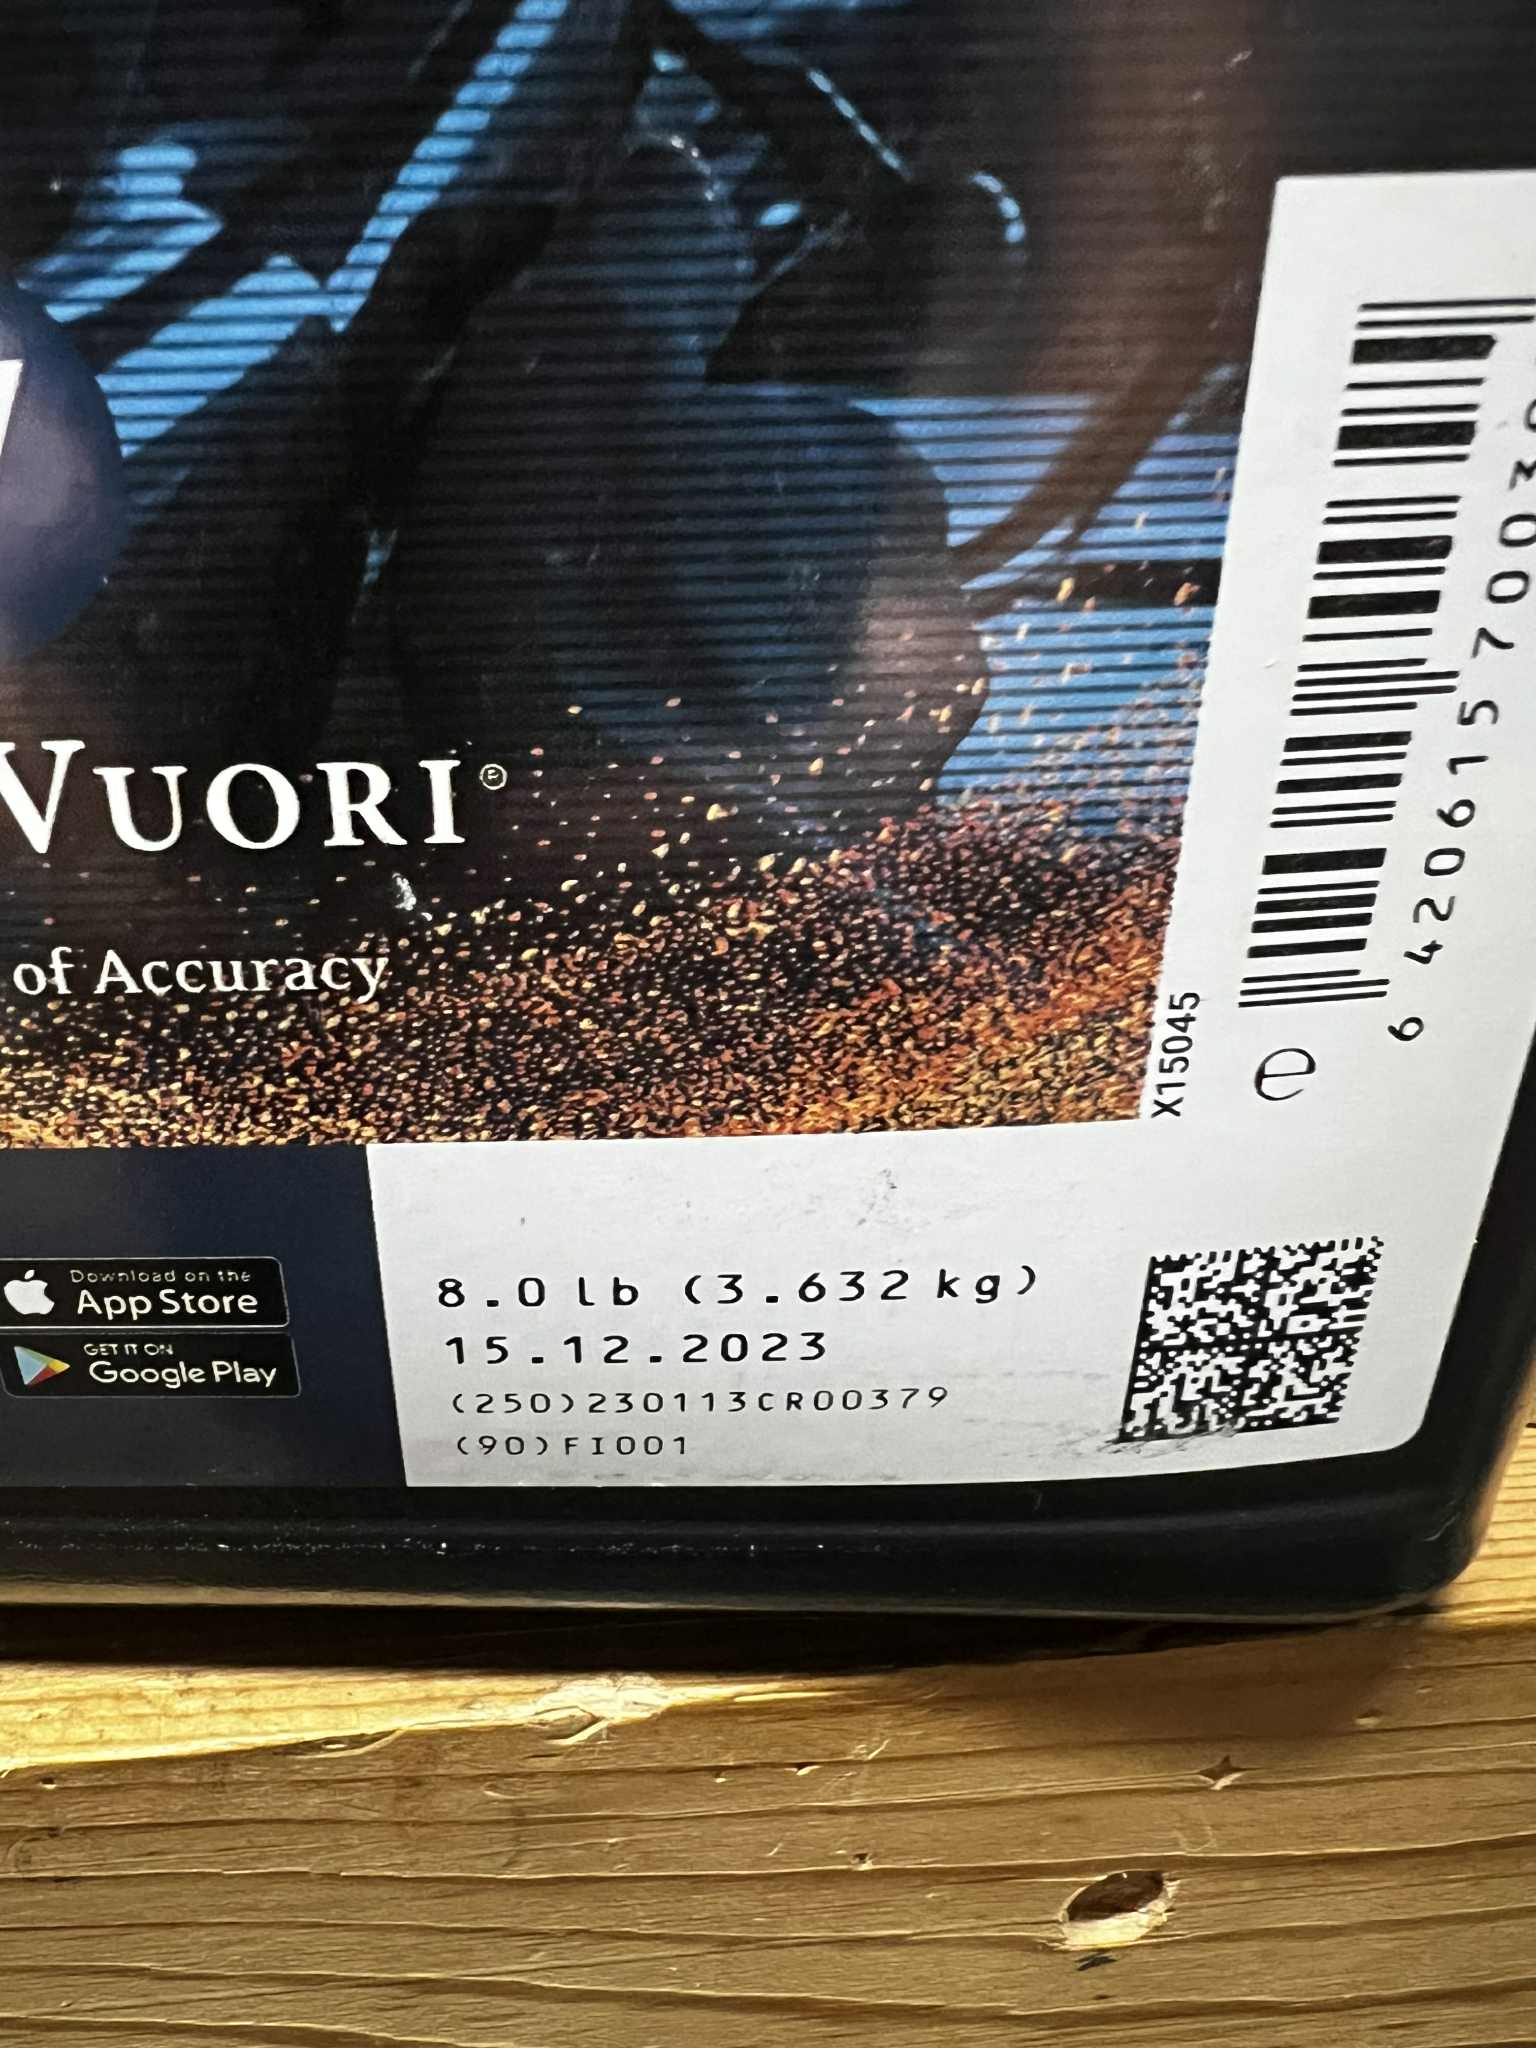 VUORI®
of Accuracy
Download on the
App Store
GET IT ON
Google Play
X15045
e
6 420615 7003
8.0 lb (3.632 kg)
15.12.2023
(250)230113CR00379
(90)FI001